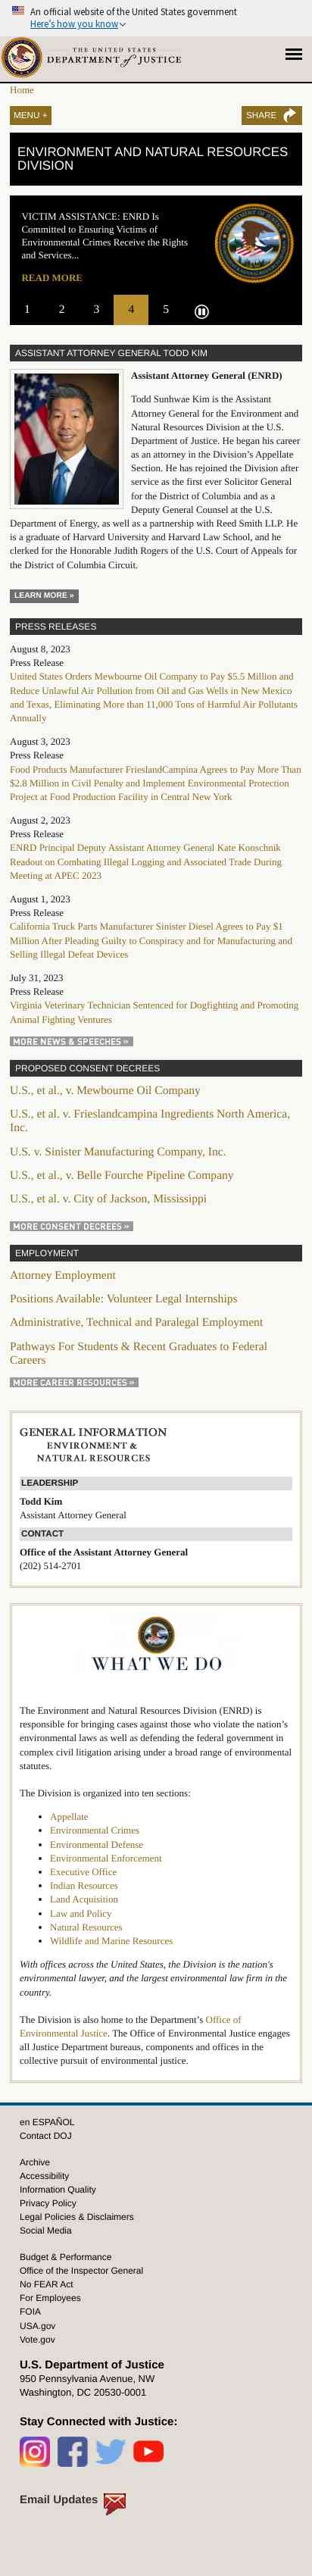 An official website of the United States government
Here's how you know
THE UNITED STATES
DEPARTMENT of JUSTICE
Home
MENU +
SHARE
ENVIRONMENT AND NATURAL RESOURCES
DIVISION
VICTIM ASSISTANCE: ENRD Is
Committed to Ensuring Victims of
Environmental Crimes Receive the Rights
and Services...
READ MORE
1 2 3 4 5
ASSISTANT ATTORNEY GENERAL TODD KIM
Assistant Attorney General (ENRD)
Todd Sunhwae Kim is the Assistant
Attorney General for the Environment and
Natural Resources Division at the U.S.
Department of Justice. He began his career
as an attorney in the Division's Appellate
Section. He has rejoined the Division after
service as the first ever Solicitor General
for the District of Columbia and as a
Deputy General Counsel at the U.S.
Department of Energy, as well as a partnership with Reed Smith LLP. He
is a graduate of Harvard University and Harvard Law School, and he
clerked for the Honorable Judith Rogers of the U.S. Court of Appeals for
the District of Columbia Circuit.
LEARN MORE »
PRESS RELEASES
August 8, 2023
Press Release
United States Orders Mewbourne Oil Company to Pay $5.5 Million and
Reduce Unlawful Air Pollution from Oil and Gas Wells in New Mexico
and Texas, Eliminating More than 11,000 Tons of Harmful Air Pollutants
Annually
August 3, 2023
Press Release
Food Products Manufacturer FrieslandCampina Agrees to Pay More Than
$2.8 Million in Civil Penalty and Implement Environmental Protection
Project at Food Production Facility in Central New York
August 2, 2023
Press Release
ENRD Principal Deputy Assistant Attorney General Kate Konschnik
Readout on Combating Illegal Logging and Associated Trade During
Meeting at APEC 2023
August 1, 2023
Press Release
California Truck Parts Manufacturer Sinister Diesel Agrees to Pay $1
Million After Pleading Guilty to Conspiracy and for Manufacturing and
Selling Illegal Defeat Devices
July 31, 2023
Press Release
Virginia Veterinary Technician Sentenced for Dogfighting and Promoting
Animal Fighting Ventures
MORE NEWS & SPEECHES »
PROPOSED CONSENT DECREES
U.S., et al., v. Mewbourne Oil Company
U.S., et al. v. Frieslandcampina Ingredients North America,
Inc.
U.S. v. Sinister Manufacturing Company, Inc.
U.S., et al., v. Belle Fourche Pipeline Company
U.S., et al. v. City of Jackson, Mississippi
MORE CONSENT DECREES »
EMPLOYMENT
Attorney Employment
Positions Available: Volunteer Legal Internships
Administrative, Technical and Paralegal Employment
Pathways For Students & Recent Graduates to Federal
Careers
MORE CAREER RESOURCES »
GENERAL INFORMATION
ENVIRONMENT &
NATURAL RESOURCES
LEADERSHIP
Todd Kim
Assistant Attorney General
CONTACT
Office of the Assistant Attorney General
(202) 514-2701
WHAT WE DO
The Environment and Natural Resources Division (ENRD) is
responsible for bringing cases against those who violate the nation's
environmental laws as well as defending the federal government in
complex civil litigation arising under a broad range of environmental
statutes.
The Division is organized into ten sections:
• Appellate
• Environmental Crimes
• Environmental Defense
• Environmental Enforcement
• Executive Office
• Indian Resources
• Land Acquisition
• Law and Policy
• Natural Resources
• Wildlife and Marine Resources
With offices across the United States, the Division is the nation's
environmental lawyer, and the largest environmental law firm in the
country.
The Division is also home to the Department's Office of
Environmental Justice. The Office of Environmental Justice engages
all Justice Department bureaus, components and offices in the
collective pursuit of environmental justice.
en ESPAÑOL
Contact DOJ
Archive
Accessibility
Information Quality
Privacy Policy
Legal Policies & Disclaimers
Social Media
Budget & Performance
Office of the Inspector General
No FEAR Act
For Employees
FOIA
USA.gov
Vote.gov
U.S. Department of Justice
950 Pennsylvania Avenue, NW
Washington, DC 20530-0001
Stay Connected with Justice:
Email Updates